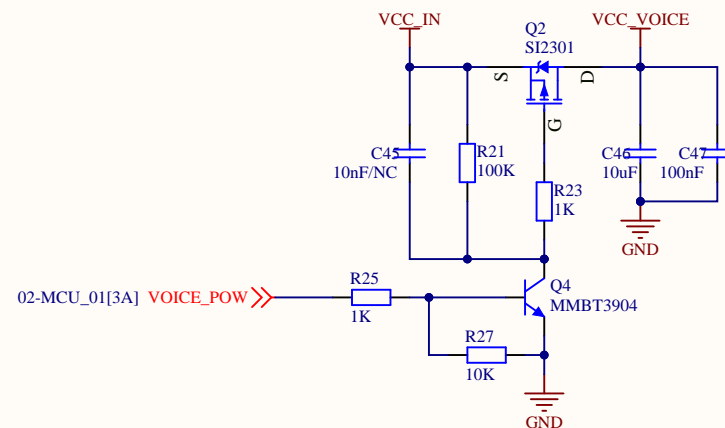 VCC_IN
Q2
SI2301
VCC_VOICE
S
D
G
C45
10nF/NC
R21
100K
R23
1K
C46
10uF
C47
100nF
GND
02-MCU_01[3A] VOICE_POW
R25
1K
Q4
MMBT3904
R27
10K
GND